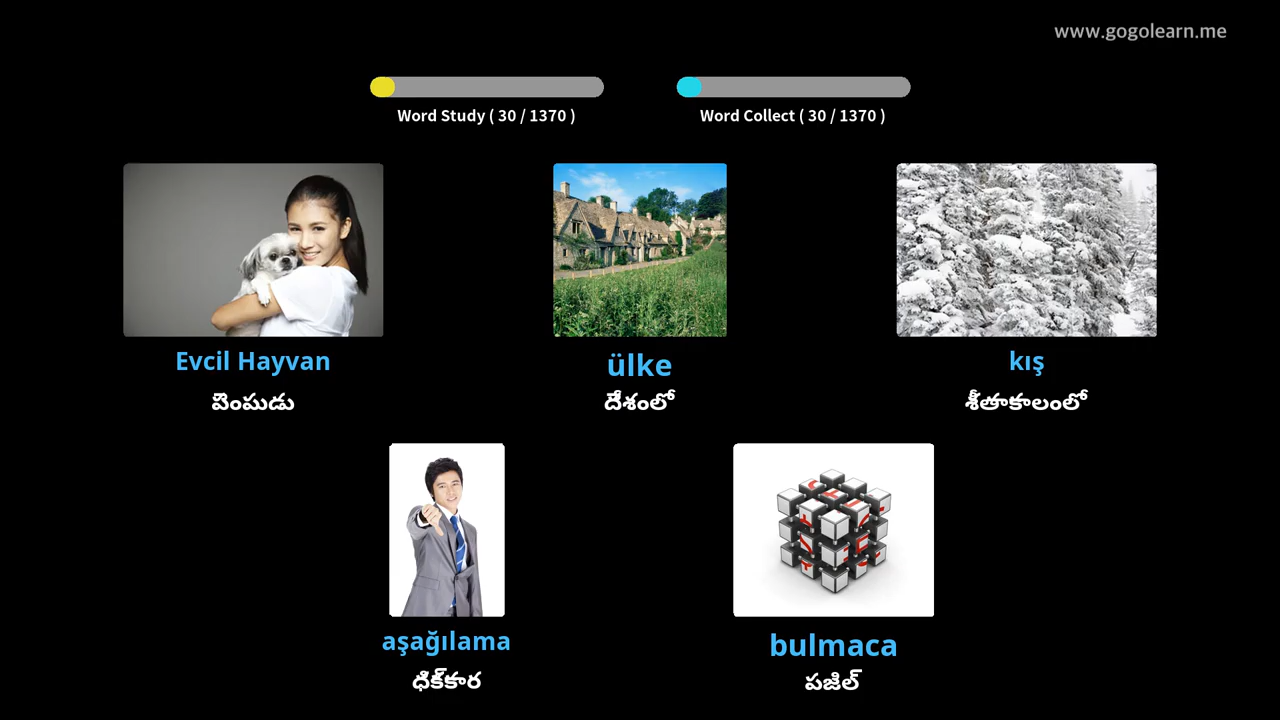 www.gogolearn.me
Word Study ( 30 / 1370 )
Word Collect ( 30 / 1370 )
Evcil Hayvan
పెంపుడు
ülke
దేశంలో
kış
శీతాకాలంలో
aşağılama
ధిక్కార
bulmaca
పజిల్